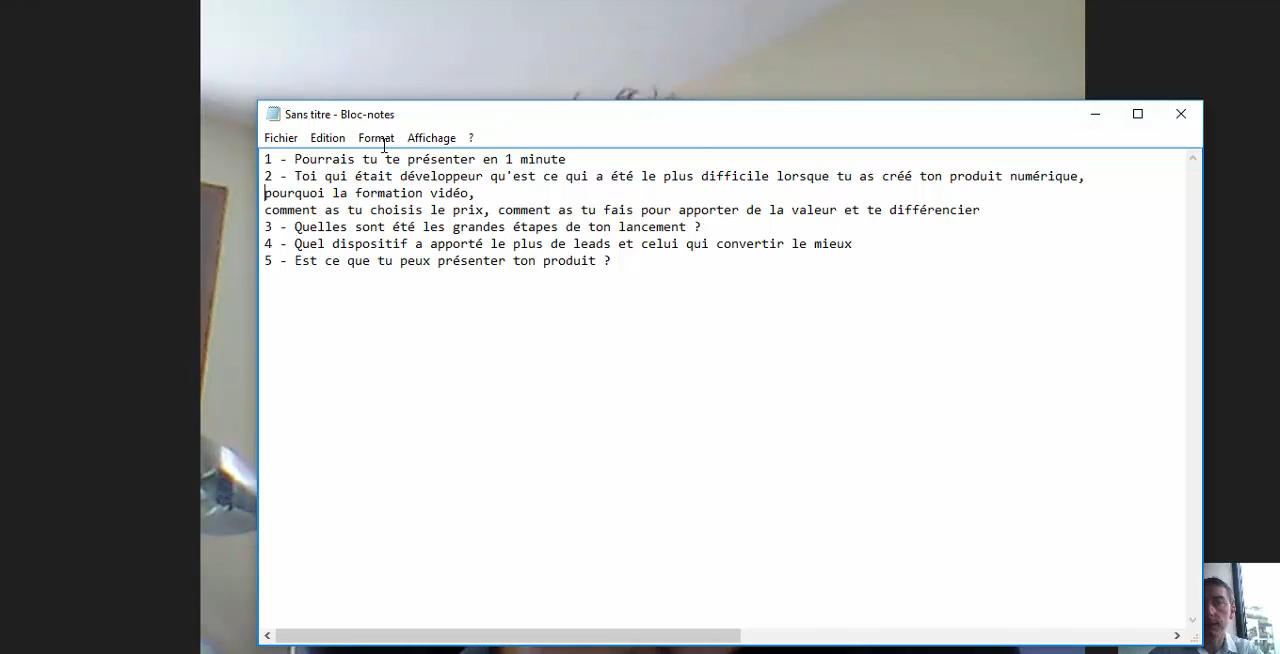 Sans titre - Bloc-notes
Fichier Edition Format Affichage ?
1 - Pourrais tu te présenter en 1 minute
2 - Toi qui était développeur qu'est ce qui a été le plus difficile lorsque tu as créé ton produit numérique,
pourquoi la formation vidéo,
comment as tu choisis le prix, comment as tu fais pour apporter de la valeur et te différencier
3 - Quelles sont été les grandes étapes de ton lancement ?
4 - Quel dispositif a apporté le plus de leads et celui qui convertir le mieux
5 - Est ce que tu peux présenter ton produit ?